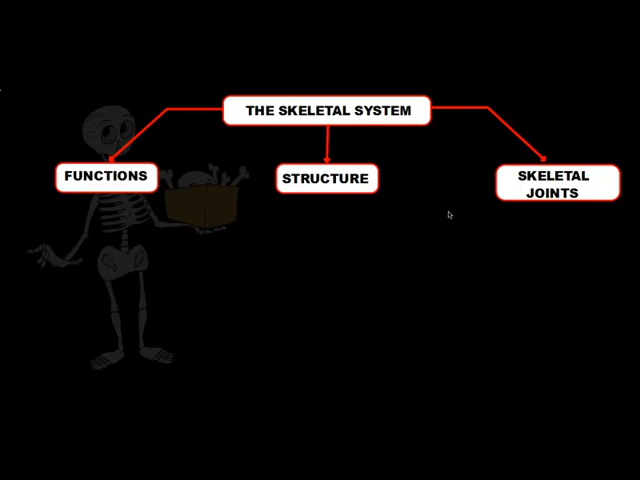 THE SKELETAL SYSTEM
FUNCTIONS
STRUCTURE
SKELETAL
JOINTS